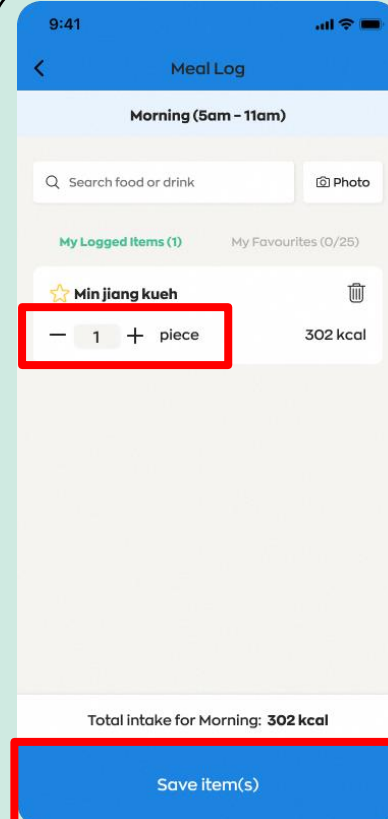 9:41
Meal Log
Morning (5am - 11am)
Search food or drink
Photo
My Logged Items (1) My Favourites (0/25)
Min jiang kueh
1 piece 302 kcal
Total intake for Morning: 302 kcal
Save item(s)